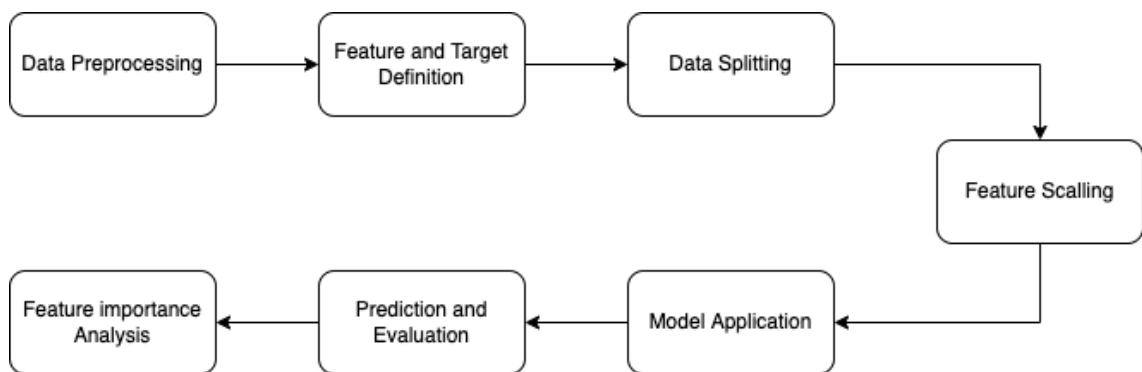 Data Preprocessing
Feature and Target
Definition
Data Splitting
Feature Scalling
Model Application
Prediction and
Evaluation
Feature importance
Analysis